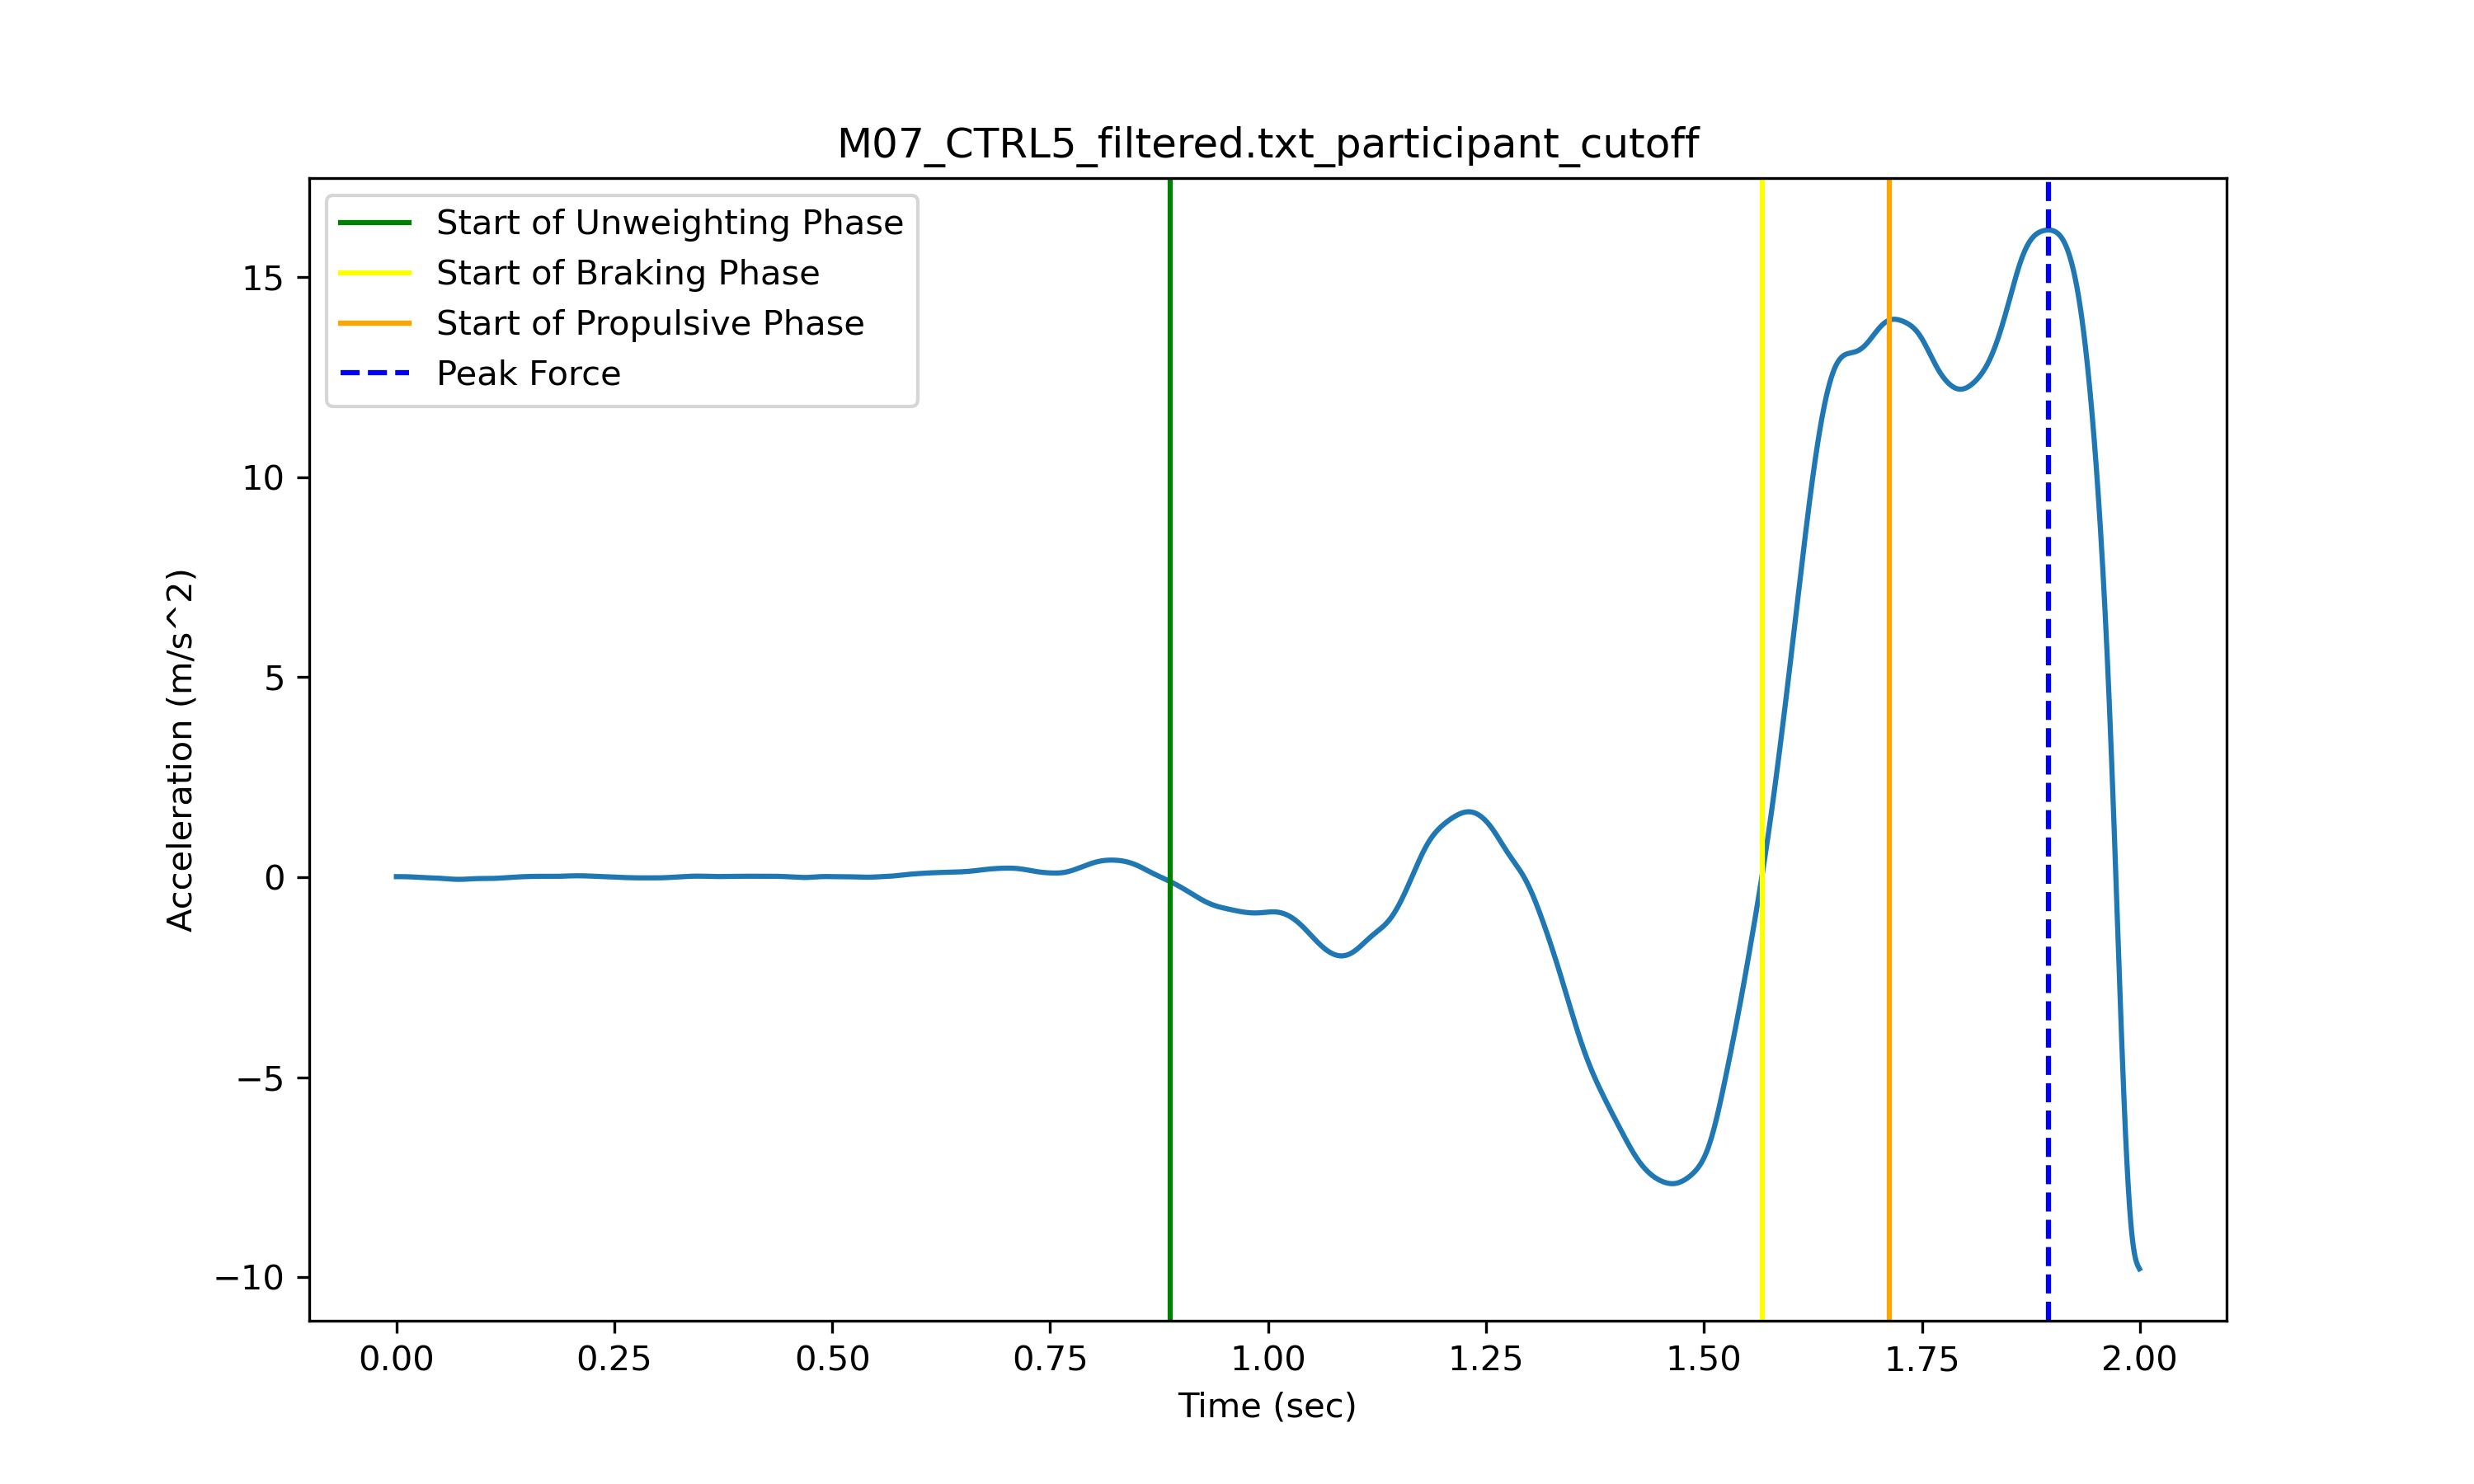 M07_CTRL5_filtered.txt_participant_cutoff
Start of Unweighting Phase
Start of Braking Phase
Start of Propulsive Phase
Peak Force
15
10
5
0
−5
−10
Acceleration (m/s^2)
0.00 0.25 0.50 0.75 1.00 1.25 1.50 1.75 2.00
Time (sec)